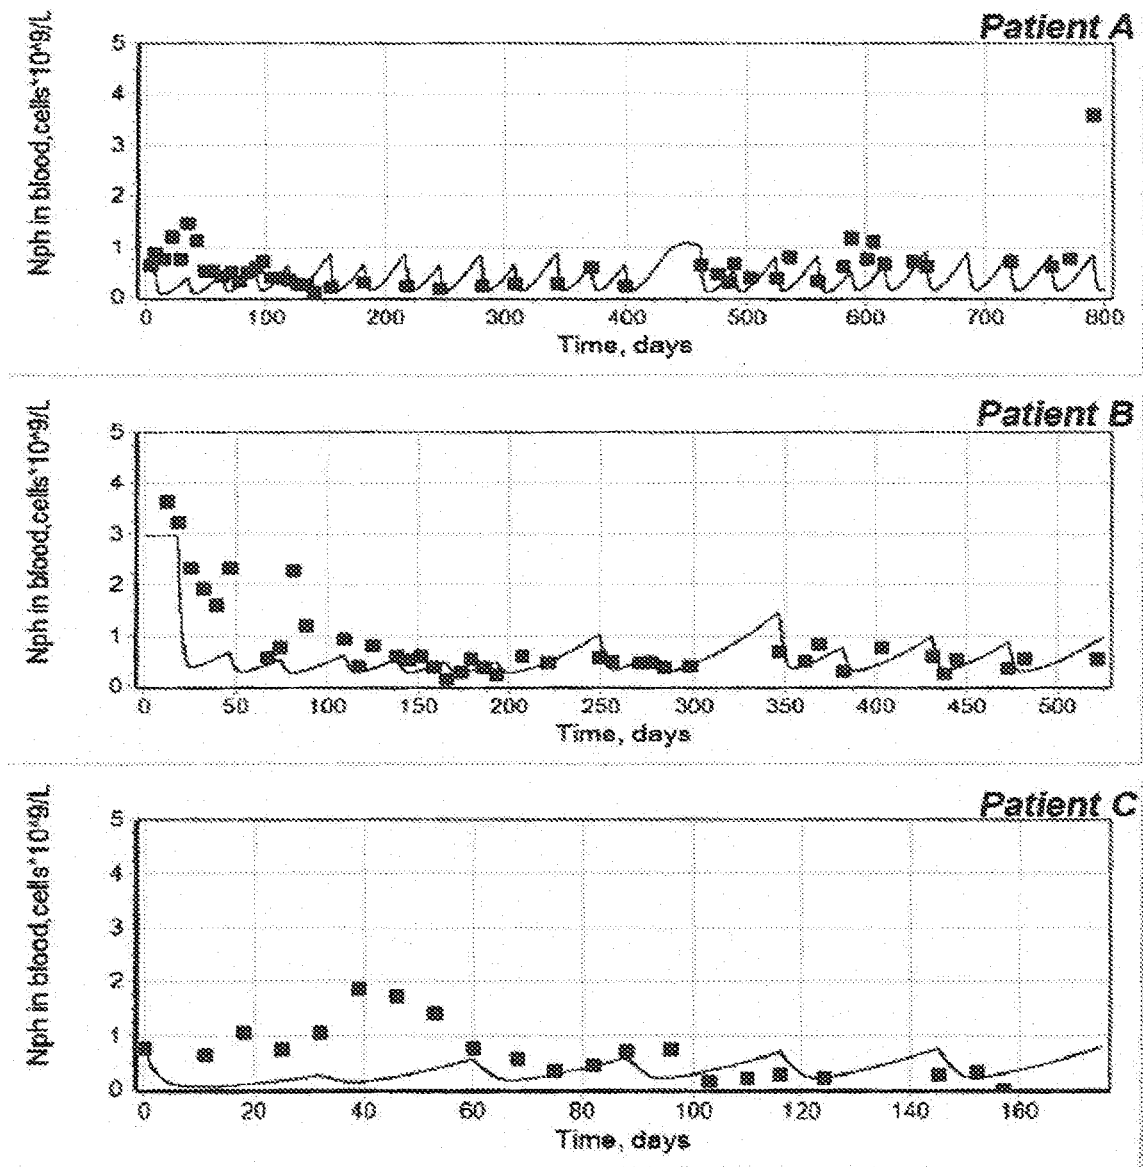 Patient A
Nph in blood,cells*10^9/L
5
4
3
2
1
0
0 100 200 300 400 500 600 700 800
Time, days
Patient B
Nph in blood,cells*10^9/L
5
4
3
2
1
0
0 50 100 150 200 250 300 350 400 450 500
Time, days
Patient C
Nph in blood,cells*10^9/L
5
4
3
2
1
0
0 20 40 60 80 100 120 140 160
Time, days